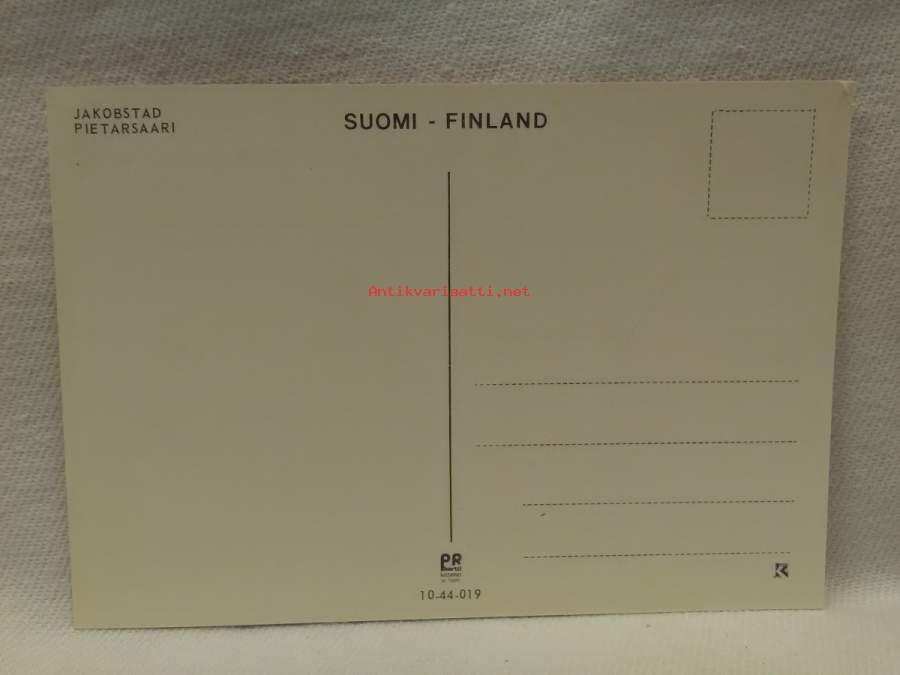 JAKOBSTAD
PIETARSAARI
SUOMI - FINLAND
Antikvariaatti.net
PR
10-44-019
K